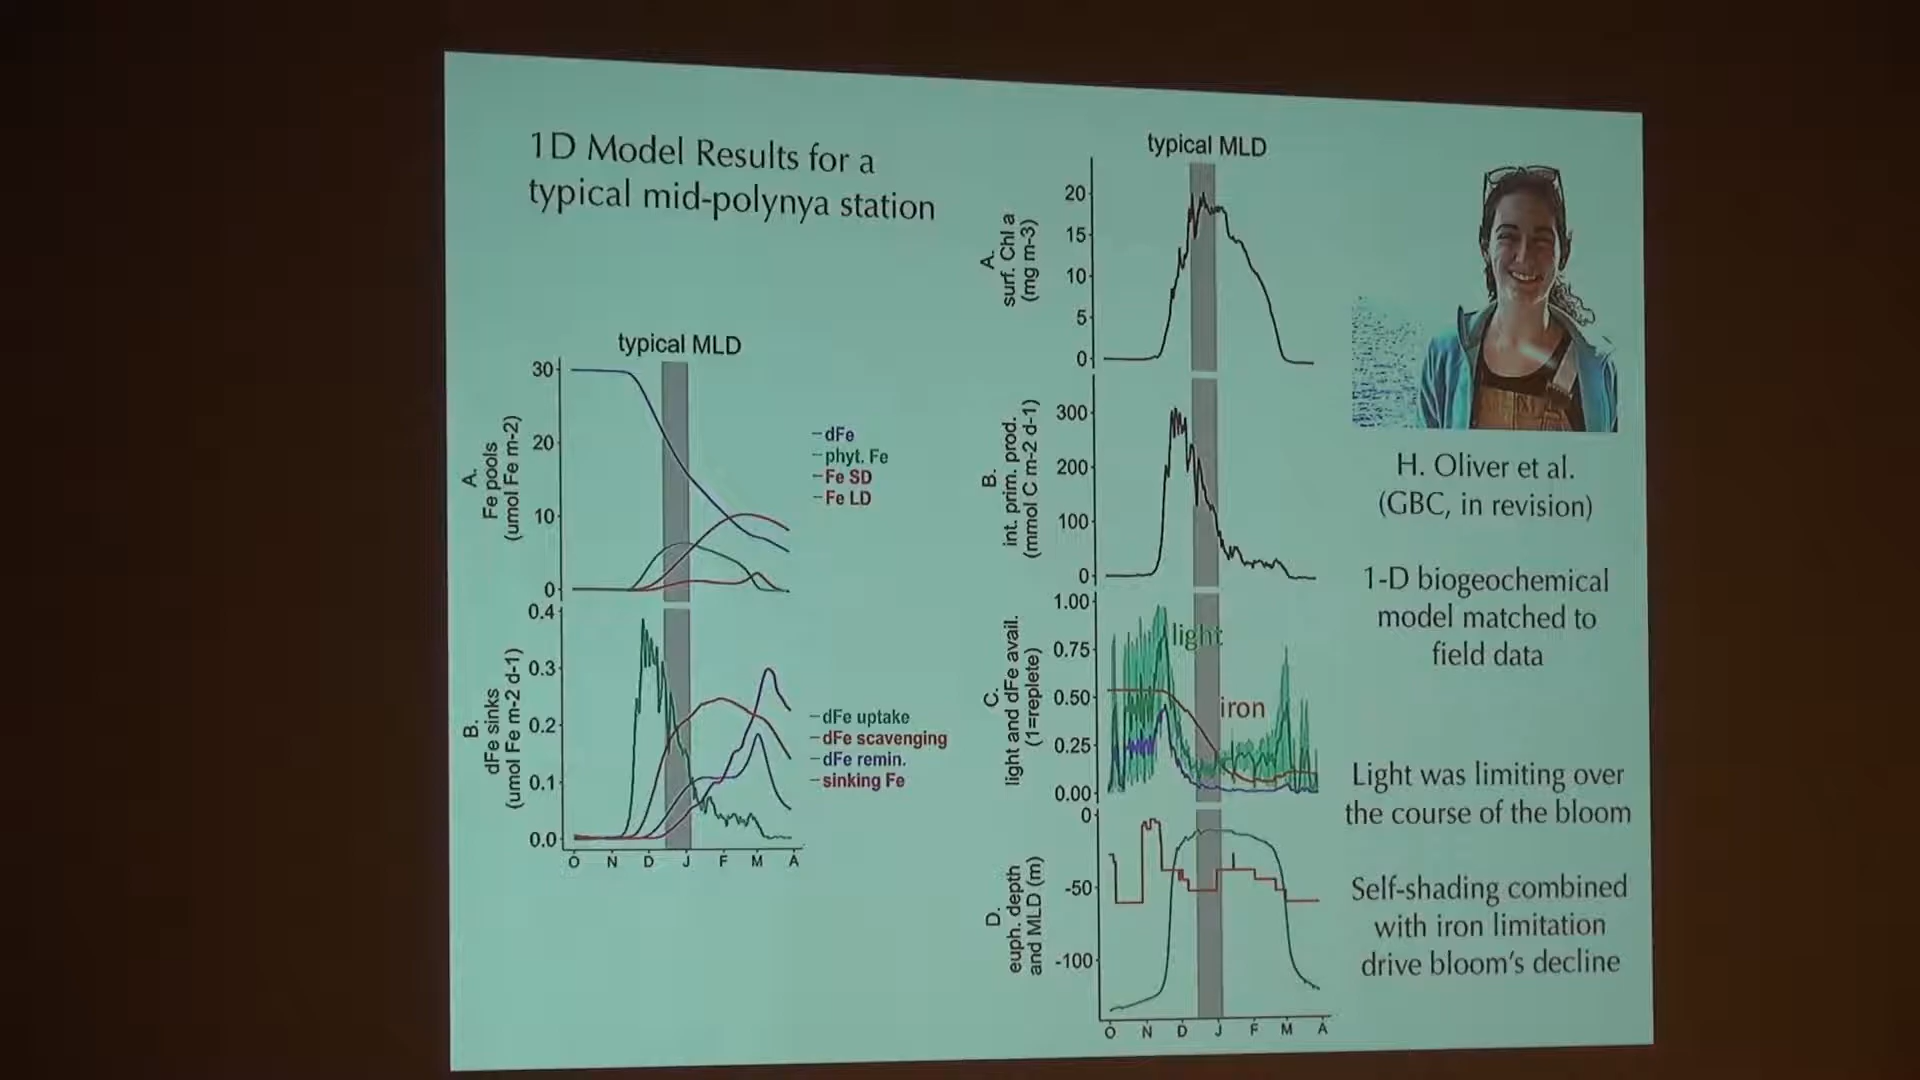 1D Model Results for a
typical mid-polynya station
typical MLD
A.
Fe pools
(umol Fe m-2)
30
20
10
0
dFe
phyt. Fe
Fe SD
Fe LD
B.
dFe sinks
(umol Fe m-2 d-1)
0.4
0.3
0.2
0.1
0.0
dFe uptake
dFe scavenging
dFe remin.
sinking Fe
O N D J F M A
typical MLD
A.
surf. Chl a
(mg m-3)
20
15
10
5
0
B.
int. prim. prod.
(mmol C m-2 d-1)
300
200
100
0
C.
light and dFe avail.
(1=replete)
1.00
0.75
0.50
0.25
0.00
light
iron
D.
euph. depth
and MLD (m)
0
-50
-100
O N D J F M A
H. Oliver et al.
(GBC, in revision)
1-D biogeochemical
model matched to
field data
Light was limiting over
the course of the bloom
Self-shading combined
with iron limitation
drive bloom's decline